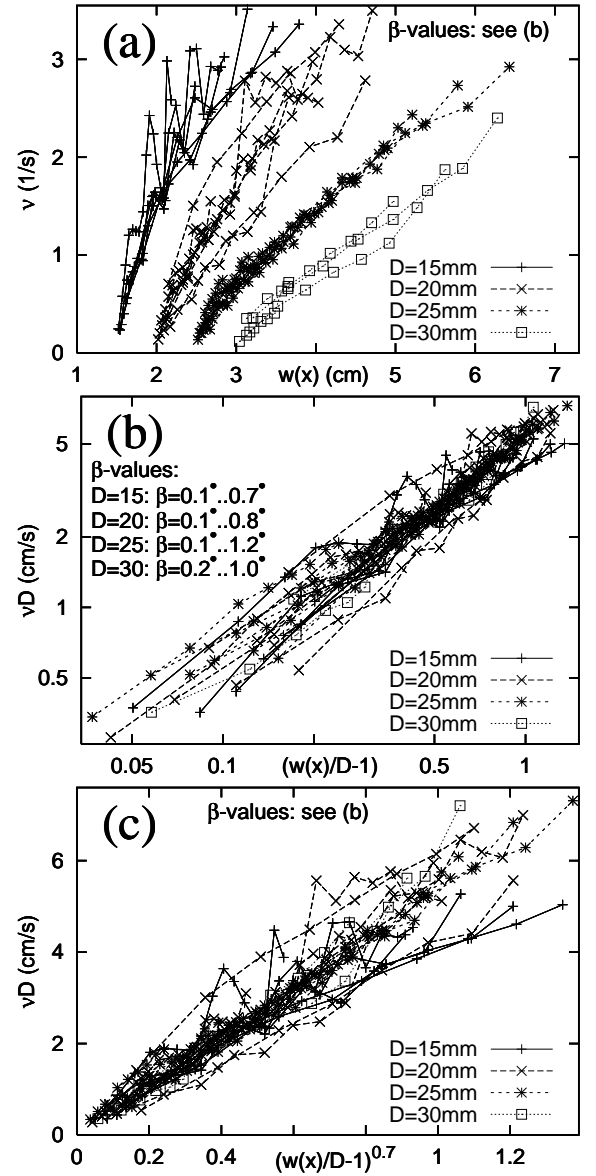 (a)
β-values: see (b)
ν (1/s)
3
2
1
0
D=15mm
D=20mm
D=25mm
D=30mm
1 2 3 w(x) (cm) 5 6 7
(b)
β-values:
D=15: β=0.1°..0.7°
D=20: β=0.1°..0.8°
D=25: β=0.1°..1.2°
D=30: β=0.2°..1.0°
νD (cm/s)
5
2
1
0.5
D=15mm
D=20mm
D=25mm
D=30mm
0.05 0.1 (w(x)/D-1) 0.5 1
(c)
β-values: see (b)
νD (cm/s)
6
4
2
0
D=15mm
D=20mm
D=25mm
D=30mm
0 0.2 0.4 (w(x)/D-1)^0.7 1 1.2